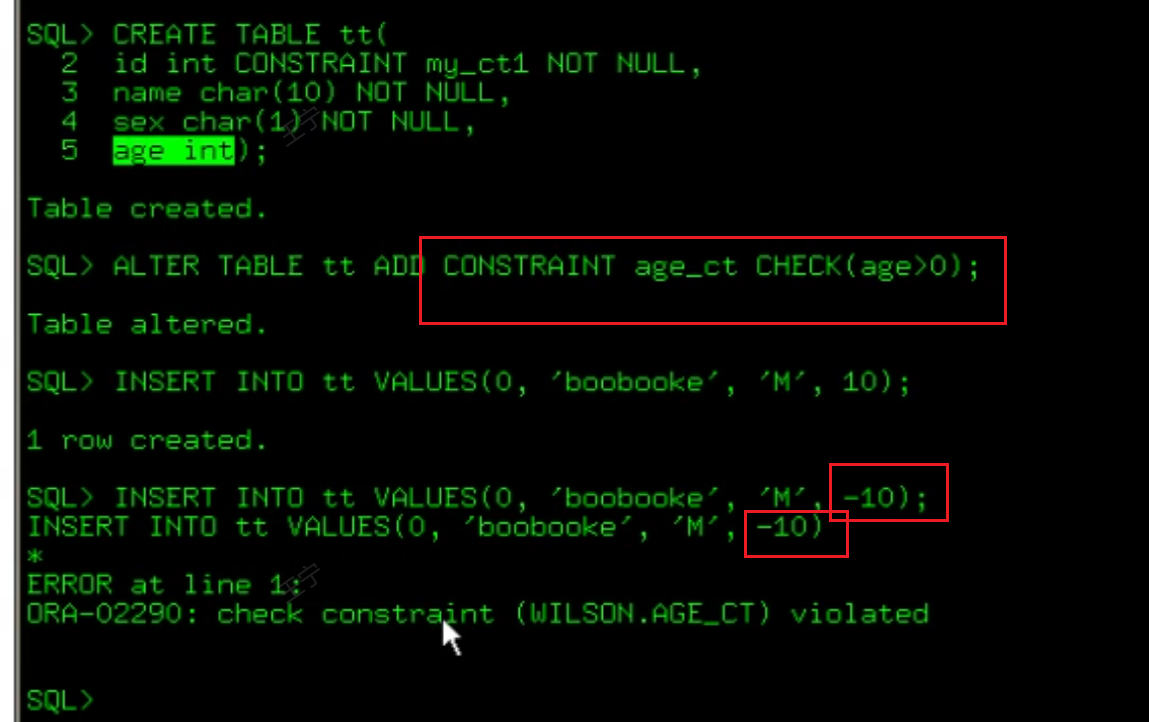 SQL> CREATE TABLE tt(
2 id int CONSTRAINT my_ct1 NOT NULL,
3 name char(10) NOT NULL,
4 sex char(1) NOT NULL,
5 age int);
Table created.
SQL> ALTER TABLE tt ADD CONSTRAINT age_ct CHECK(age>0);
Table altered.
SQL> INSERT INTO tt VALUES(0, 'boobooke', 'M', 10);
1 row created.
SQL> INSERT INTO tt VALUES(0, 'boobooke', 'M', -10);
INSERT INTO tt VALUES(0, 'boobooke', 'M', -10)
*
ERROR at line 1:
ORA-02290: check constraint (WILSON.AGE_CT) violated
SQL>